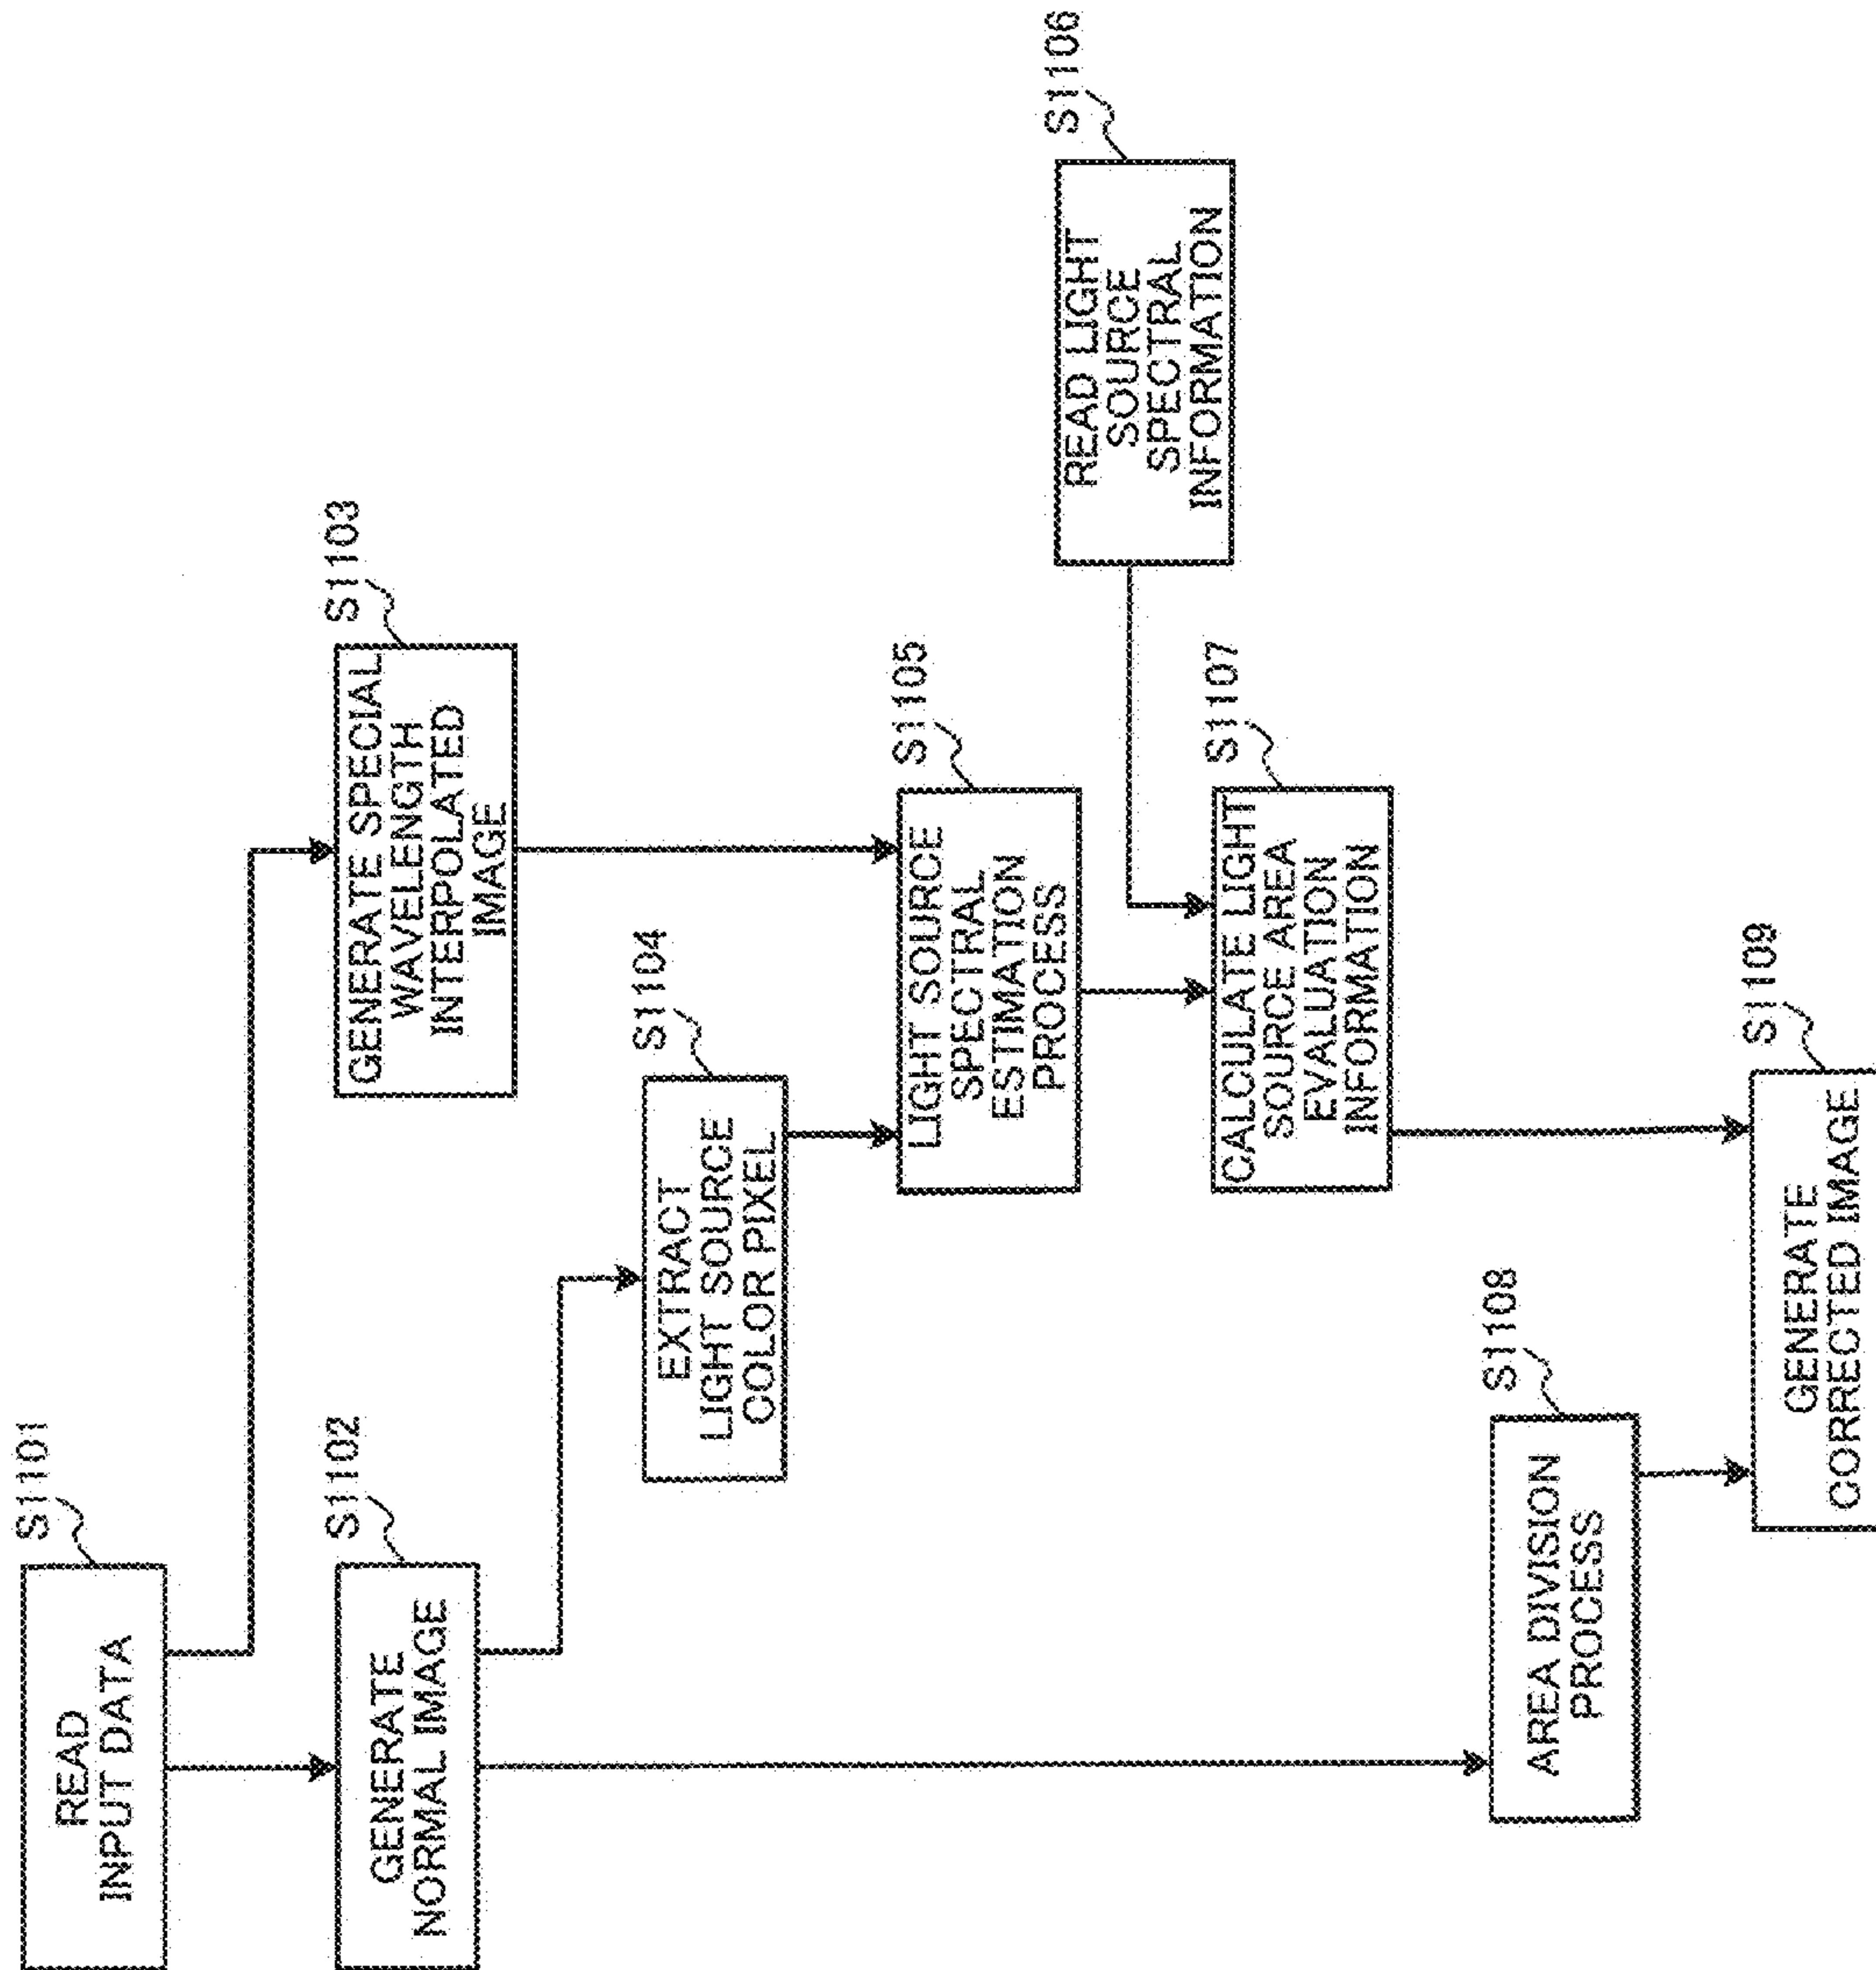 S1101
READ
INPUT DATA
S1102
GENERATE
NORMAL IMAGE
S1103
GENERATE SPECIAL
WAVELENGTH
INTERPOLATED
IMAGE
S1104
EXTRACT
LIGHT SOURCE
COLOR PIXEL
S1105
LIGHT SOURCE
SPECTRAL
ESTIMATION
PROCESS
S1106
READ LIGHT
SOURCE
SPECTRAL
INFORMATION
S1107
CALCULATE LIGHT
SOURCE AREA
EVALUATION
INFORMATION
S1108
AREA DIVISION
PROCESS
S1109
GENERATE
CORRECTED IMAGE